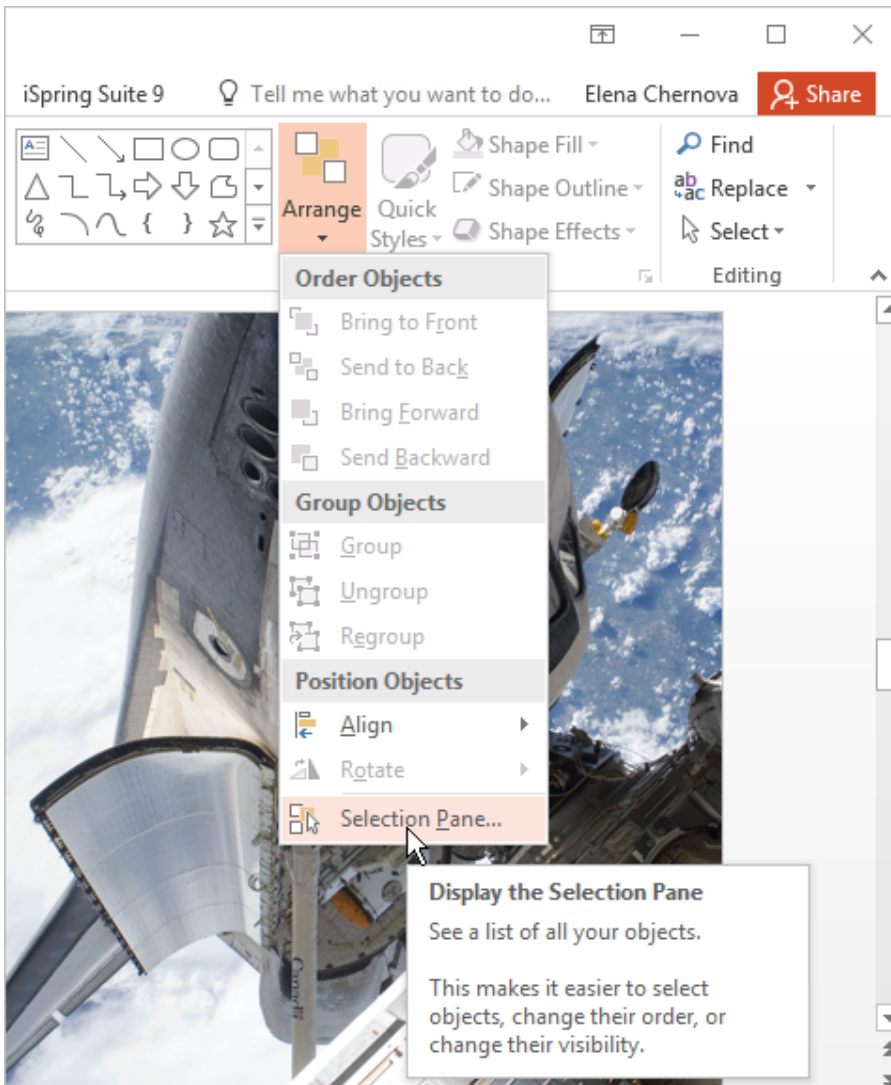 iSpring Suite 9
Tell me what you want to do...
Elena Chernova
Share
Arrange
Quick
Styles
Shape Fill
Shape Outline
Shape Effects
Find
Replace
Select
Editing
Order Objects
Bring to Front
Send to Back
Bring Forward
Send Backward
Group Objects
Group
Ungroup
Regroup
Position Objects
Align
Rotate
Selection Pane...
Display the Selection Pane
See a list of all your objects.
This makes it easier to select
objects, change their order, or
change their visibility.
Canada